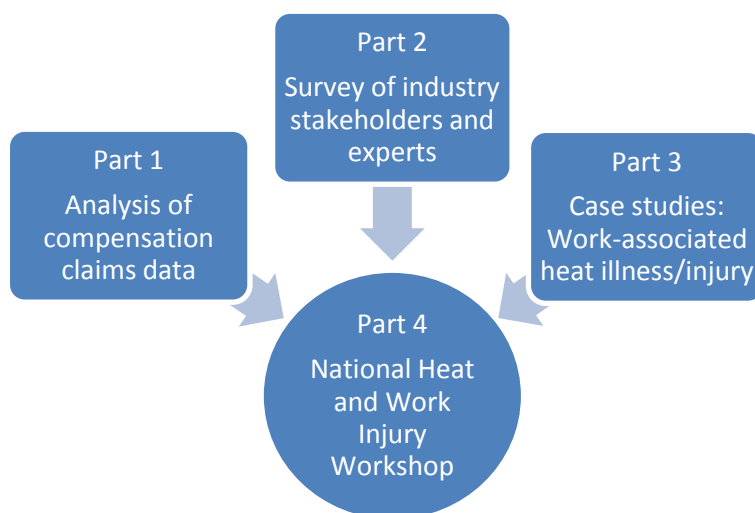 Part 1
Analysis of
compensation
claims data
Part 2
Survey of industry
stakeholders and
experts
Part 3
Case studies:
Work-associated
heat illness/injury
Part 4
National Heat
and Work
Injury
Workshop